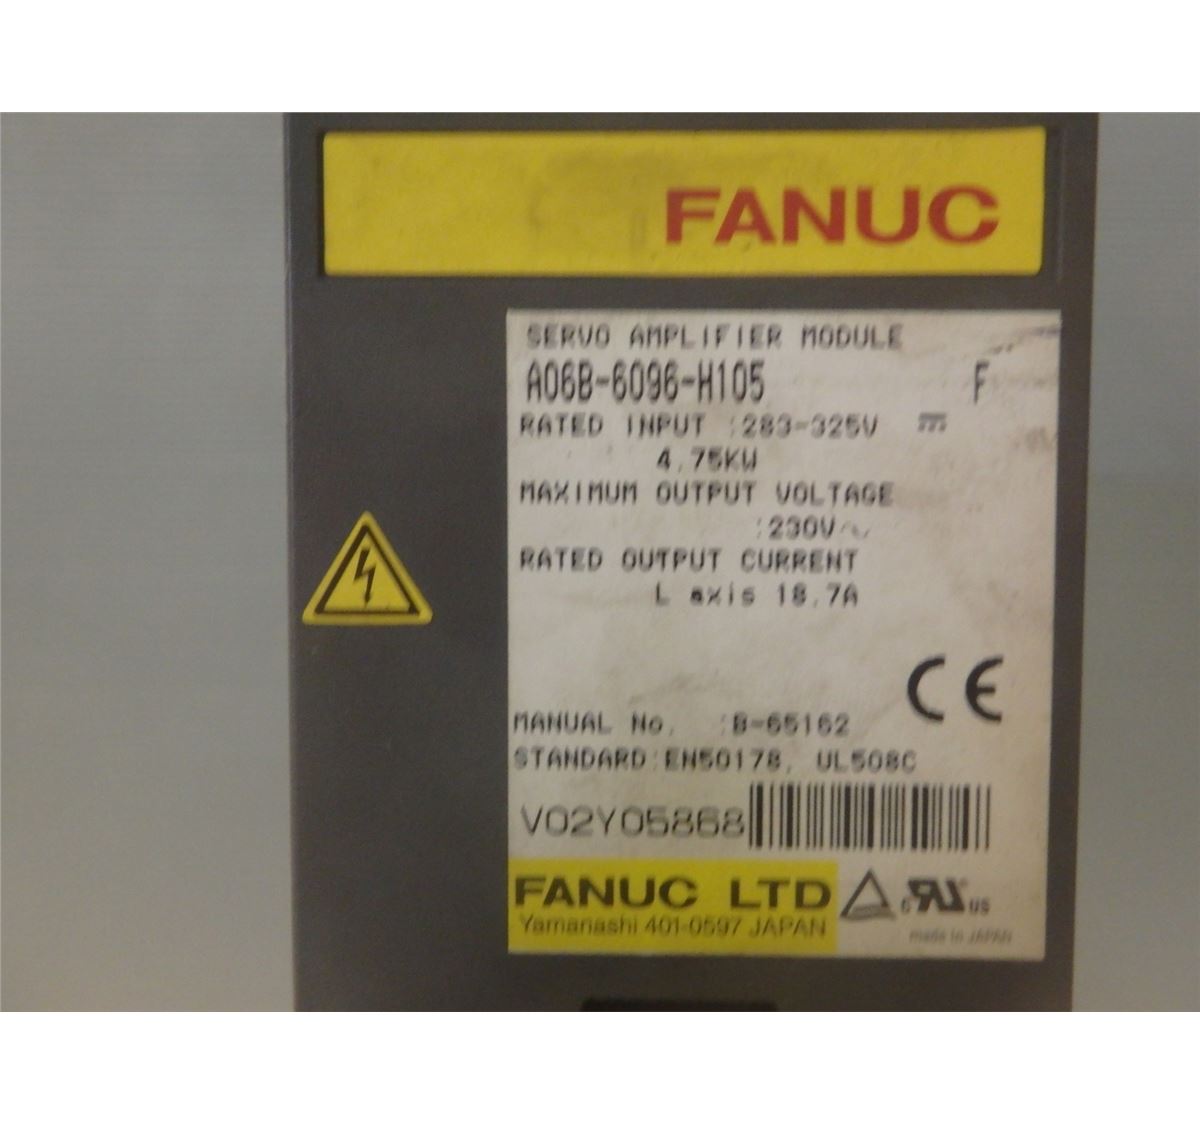 FANUC
SERVO AMPLIFIER MODULE
A06B-6096-H105 F
RATED INPUT :283-325V ⎓
4.75KW
MAXIMUM OUTPUT VOLTAGE
:230V~
RATED OUTPUT CURRENT
L axis 18.7A
CE
MANUAL No. :B-65162
STANDARD:EN50178, UL508C
V02Y05868
FANUC LTD
Yamanashi 401-0597 JAPAN
c RU us
made in JAPAN